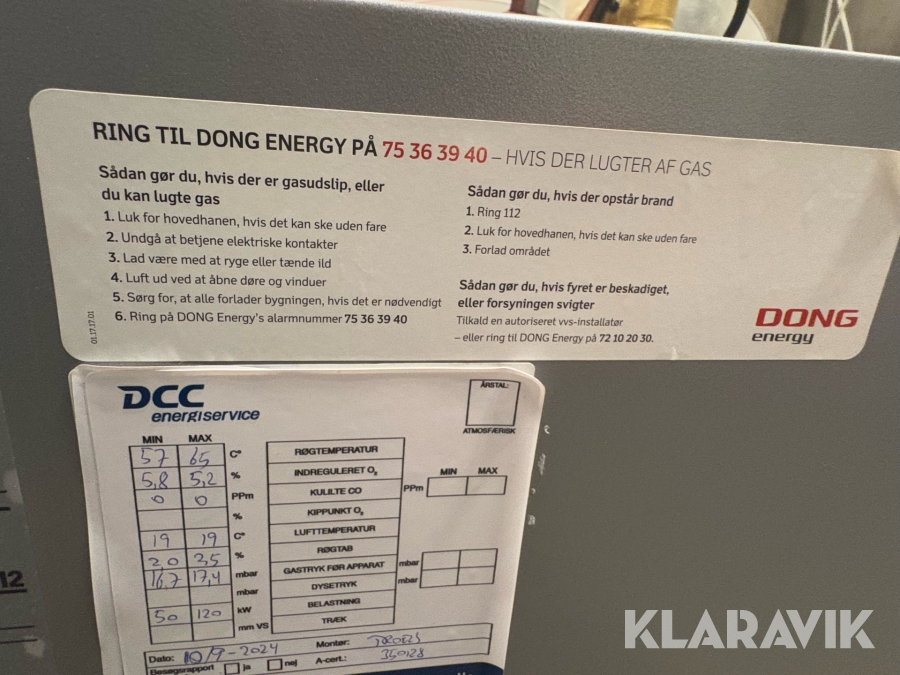 RING TIL DONG ENERGY PÅ 75 36 39 40 – HVIS DER LUGTER AF GAS
Sådan gør du, hvis der er gasudslip, eller
du kan lugte gas
1. Luk for hovedhanen, hvis det kan ske uden fare
2. Undgå at betjene elektriske kontakter
3. Lad være med at ryge eller tænde ild
4. Luft ud ved at åbne døre og vinduer
5. Sørg for, at alle forlader bygningen, hvis det er nødvendigt
6. Ring på DONG Energy's alarmnummer 75 36 39 40
Sådan gør du, hvis der opstår brand
1. Ring 112
2. Luk for hovedhanen, hvis det kan ske uden fare
3. Forlad området
Sådan gør du, hvis fyret er beskadiget,
eller forsyningen svigter
Tilkald en autoriseret vvs-installatør
– eller ring til DONG Energy på 72 10 20 30.
DONG
energy
01.17.17.01
DCC
energiservice
ÅRSTAL:
ATMOSFÆRISK
MIN MAX
57 65 C° RØGTEMPERATUR
5,8 5,2 % INDREGULERET O₂ MIN MAX
0 0 PPm KULILTE CO PPm
% KIPPUNKT O₂
19 19 C° LUFTTEMPERATUR
2,0 3,5 % RØGTAB
16,7 17,4 mbar GASTRYK FØR APPARAT mbar
mbar DYSETRYK mbar
50 120 kW BELASTNING
mm VS TRÆK
Dato: 10/9-2024 Montør: TROELS
Besøgsrapport ja nej A-cert.: 350128
12
KLARAVIK